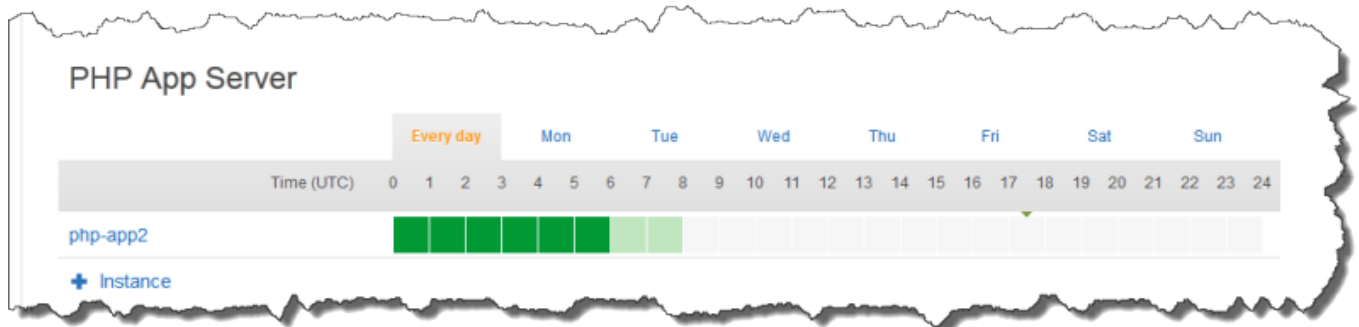 PHP App Server
Every day Mon Tue Wed Thu Fri Sat Sun
Time (UTC) 0 1 2 3 4 5 6 7 8 9 10 11 12 13 14 15 16 17 18 19 20 21 22 23 24
php-app2
+ Instance